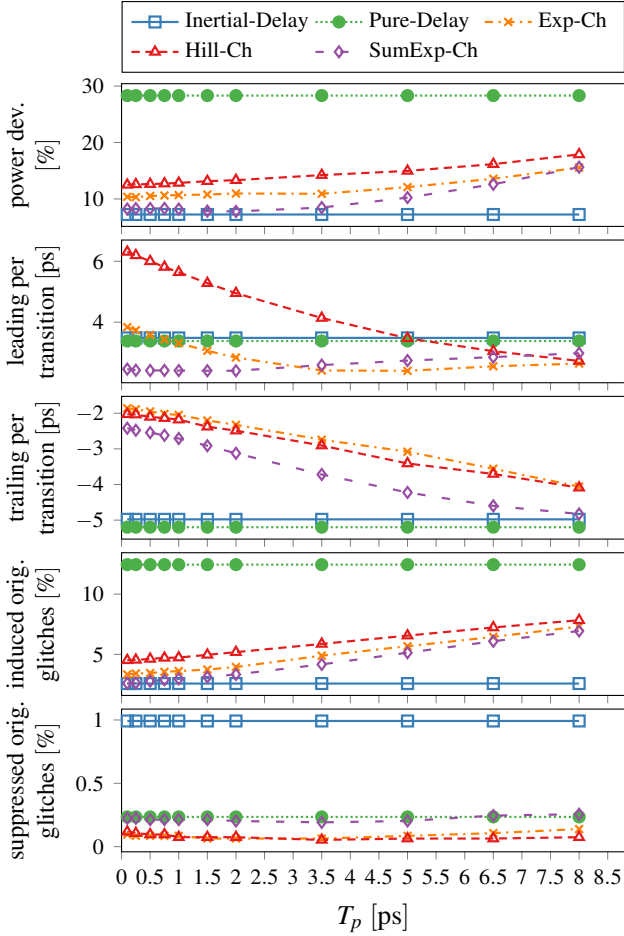 Inertial-Delay Pure-Delay Exp-Ch
Hill-Ch SumExp-Ch
power dev.
[%]
30
20
10
leading per
transition [ps]
6
4
trailing per
transition [ps]
−2
−3
−4
−5
induced orig.
glitches [%]
10
5
suppressed orig.
glitches [%]
1
0.5
0
0 0.5 1 1.5 2 2.5 3 3.5 4 4.5 5 5.5 6 6.5 7 7.5 8 8.5
T_p [ps]